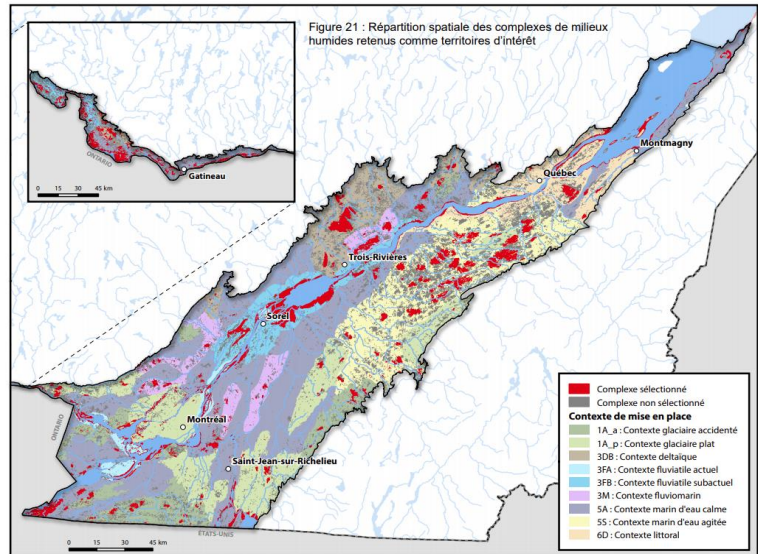 Figure 21 : Répartition spatiale des complexes de milieux
humides retenus comme territoires d'intérêt
ONTARIO
Gatineau
0 15 30 45 km
Montmagny
Québec
Trois-Rivières
Sorel
Montréal
ONTARIO
Saint-Jean-sur-Richelieu
ÉTATS-UNIS
0 15 30 45 km
Complexe sélectionné
Complexe non sélectionné
Contexte de mise en place
1A_a : Contexte glaciaire accidenté
1A_p : Contexte glaciaire plat
3DB : Contexte deltaïque
3FA : Contexte fluviatile actuel
3FB : Contexte fluviatile subactuel
3M : Contexte fluviomarin
5A : Contexte marin d'eau calme
5S : Contexte marin d'eau agitée
6D : Contexte littoral